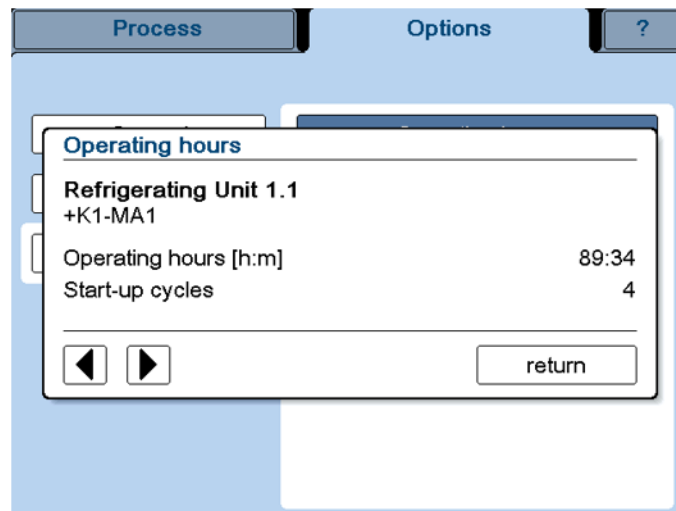 Process
Options
?
Operating hours
Refrigerating Unit 1.1
+K1-MA1
Operating hours [h:m] 89:34
Start-up cycles 4
return